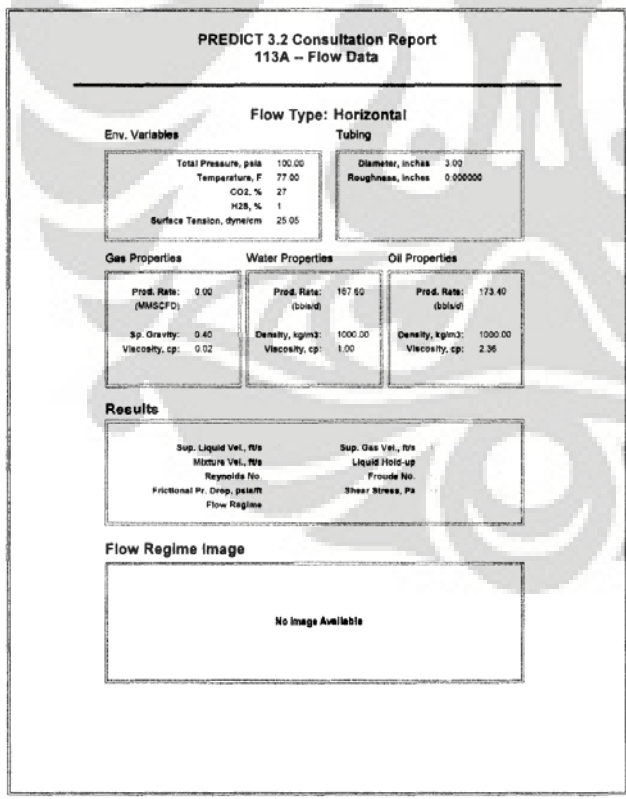 PREDICT 3.2 Consultation Report
113A -- Flow Data
Flow Type: Horizontal
Env. Variables
Tubing
Total Pressure, psia 100.00
Temperature, F 77.00
CO2, % 27
H2S, % 1
Surface Tension, dyne/cm 25.05
Diameter, inches 3.00
Roughness, inches 0.000000
Gas Properties
Water Properties
Oil Properties
Prod. Rate: 0.00
(MMSCFD)
Sp. Gravity: 0.40
Viscosity, cp: 0.02
Prod. Rate: 167.60
(bbls/d)
Density, kg/m3: 1000.00
Viscosity, cp: 1.00
Prod. Rate: 173.40
(bbls/d)
Density, kg/m3: 1000.00
Viscosity, cp: 2.36
Results
Sup. Liquid Vel., ft/s
Mixture Vel., ft/s
Reynolds No.
Frictional Pr. Drop, psia/ft
Flow Regime
Sup. Gas Vel., ft/s
Liquid Hold-up
Froude No.
Shear Stress, Pa
Flow Regime Image
No Image Available